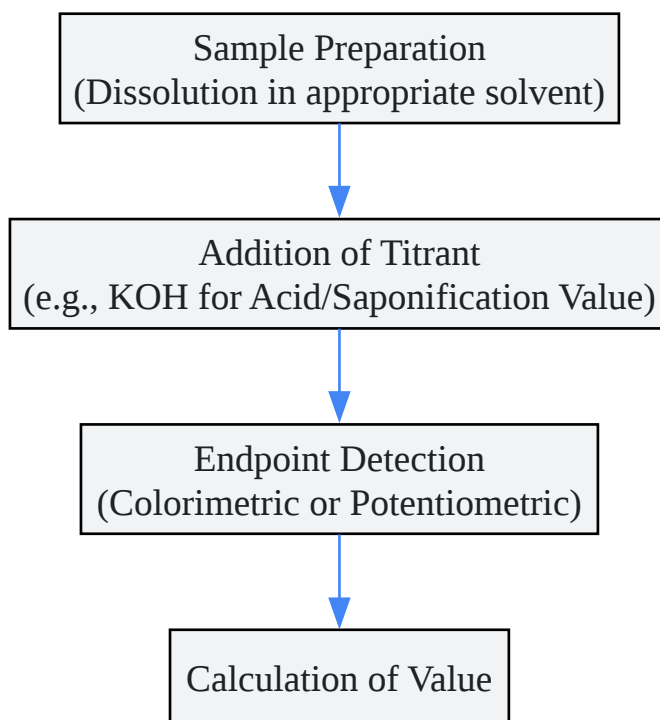 Sample Preparation
(Dissolution in appropriate solvent)
Addition of Titrant
(e.g., KOH for Acid/Saponification Value)
Endpoint Detection
(Colorimetric or Potentiometric)
Calculation of Value